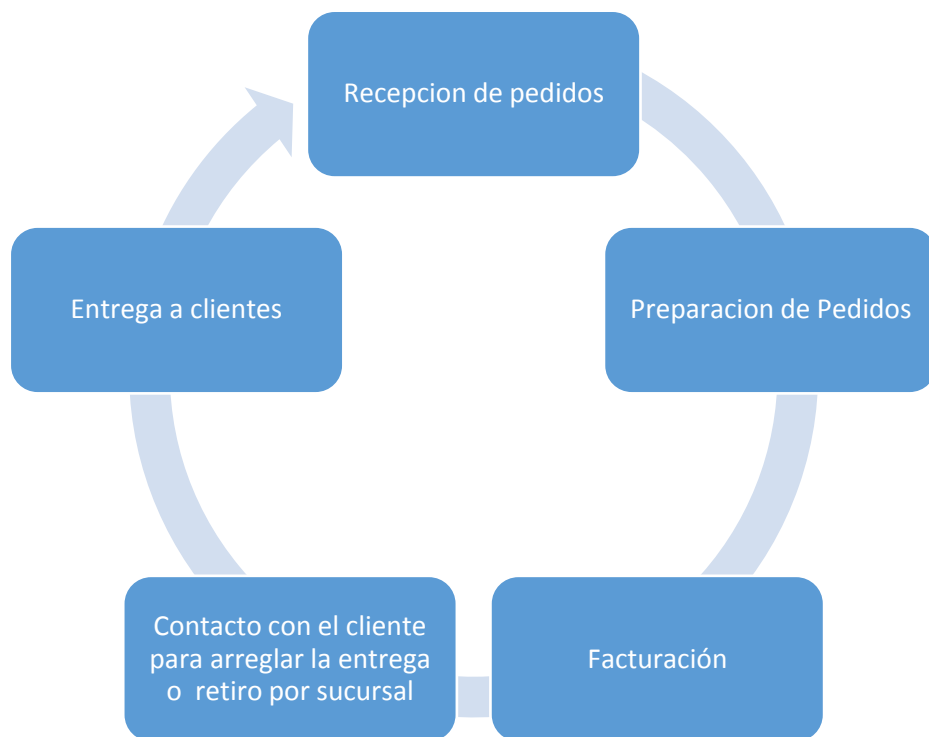 Recepcion de pedidos
Preparacion de Pedidos
Facturación
Contacto con el cliente
para arreglar la entrega
o retiro por sucursal
Entrega a clientes